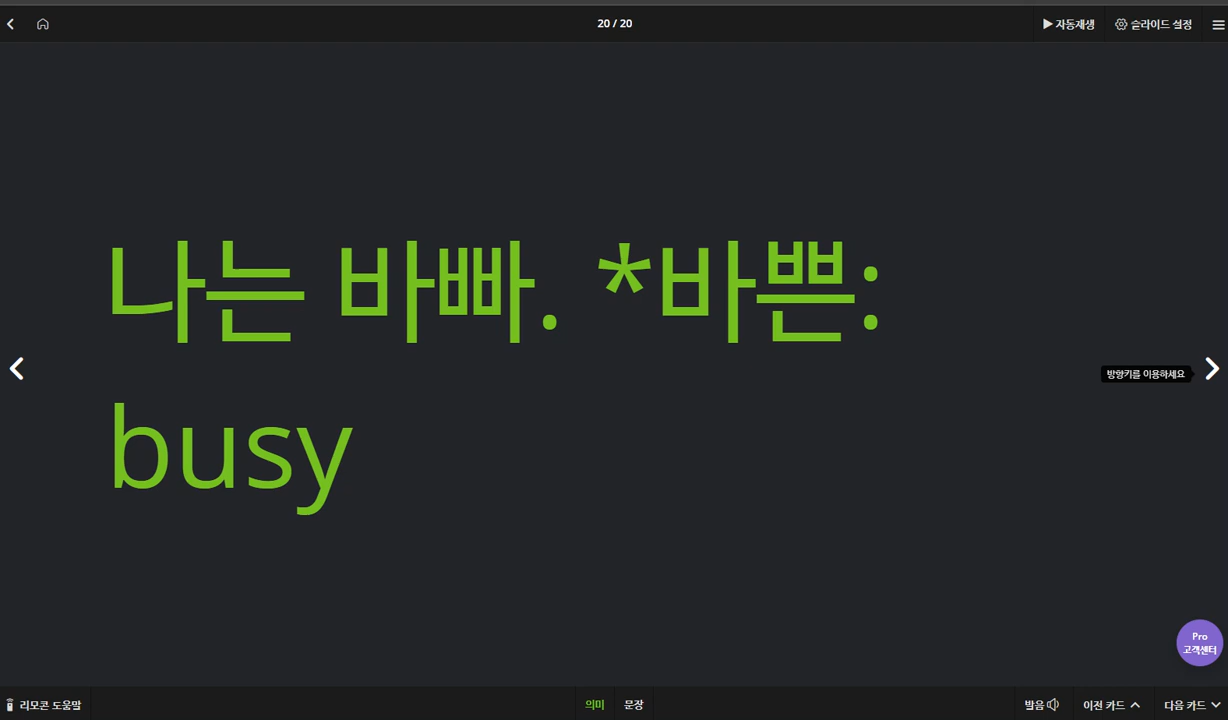 20 / 20
▶ 자동재생
슬라이드 설정
나는 바빠. *바쁜:
busy
방향키를 이용하세요
Pro
고객센터
리모콘 도움말
의미
문장
발음
이전 카드
다음 카드